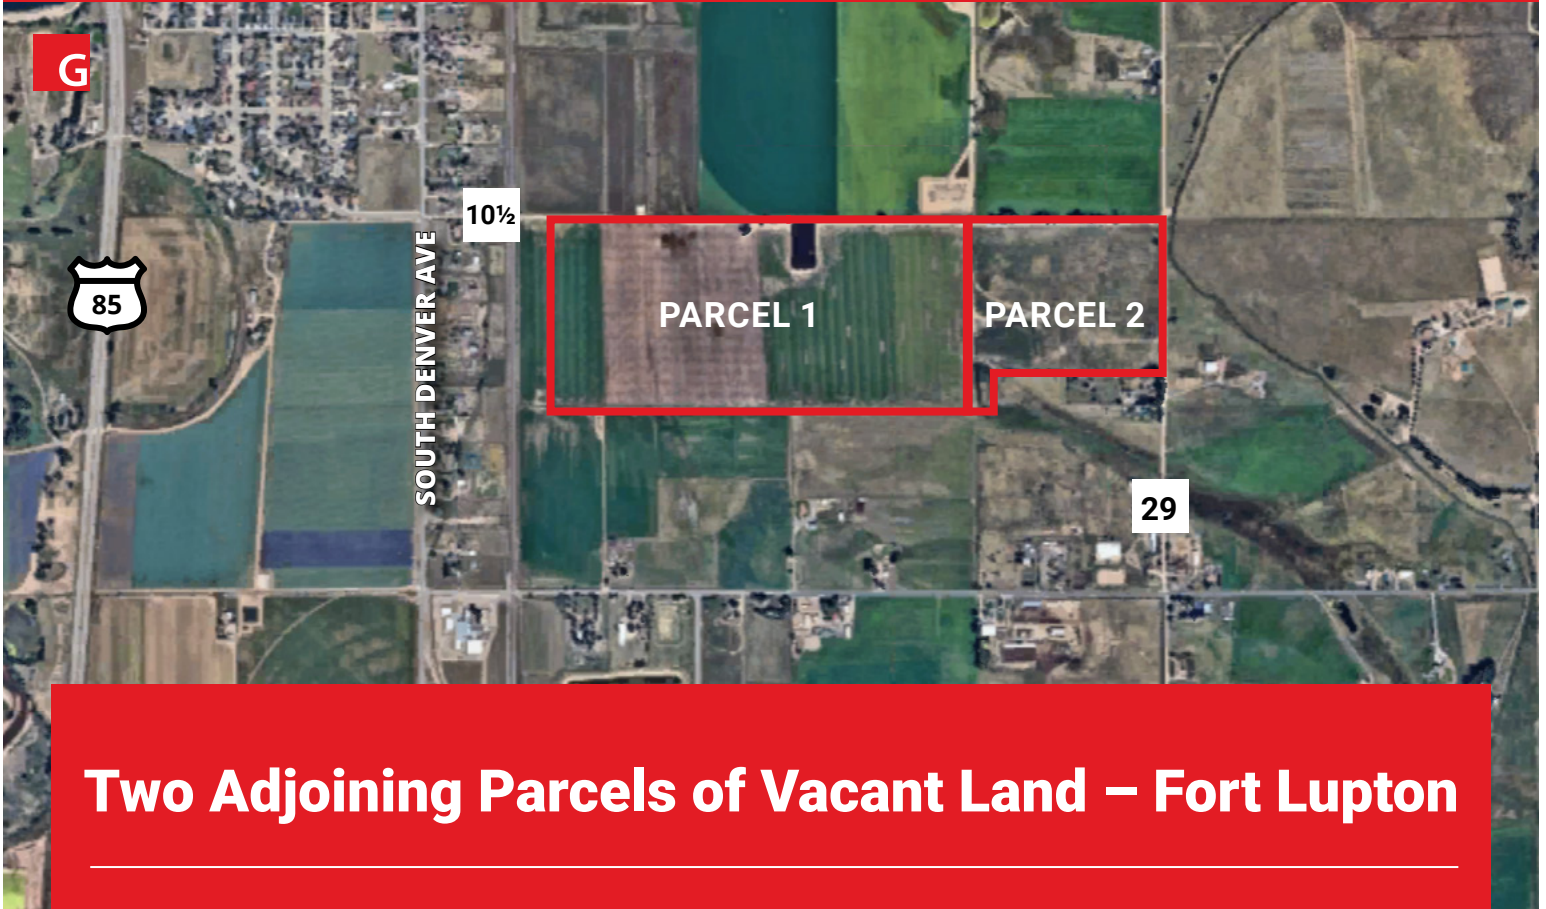 G
10½
85
SOUTH DENVER AVE
PARCEL 1
PARCEL 2
29
Two Adjoining Parcels of Vacant Land – Fort Lupton